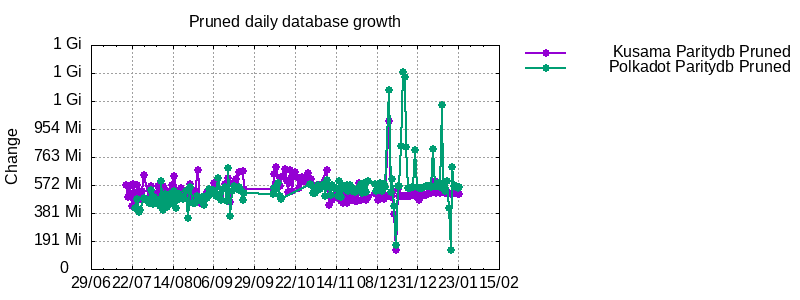 Pruned daily database growth
Kusama Paritydb Pruned
Polkadot Paritydb Pruned
Change
1 Gi
1 Gi
1 Gi
954 Mi
763 Mi
572 Mi
381 Mi
191 Mi
0
29/06 22/07 14/08 06/09 29/09 22/10 14/11 08/12 31/12 23/01 15/02